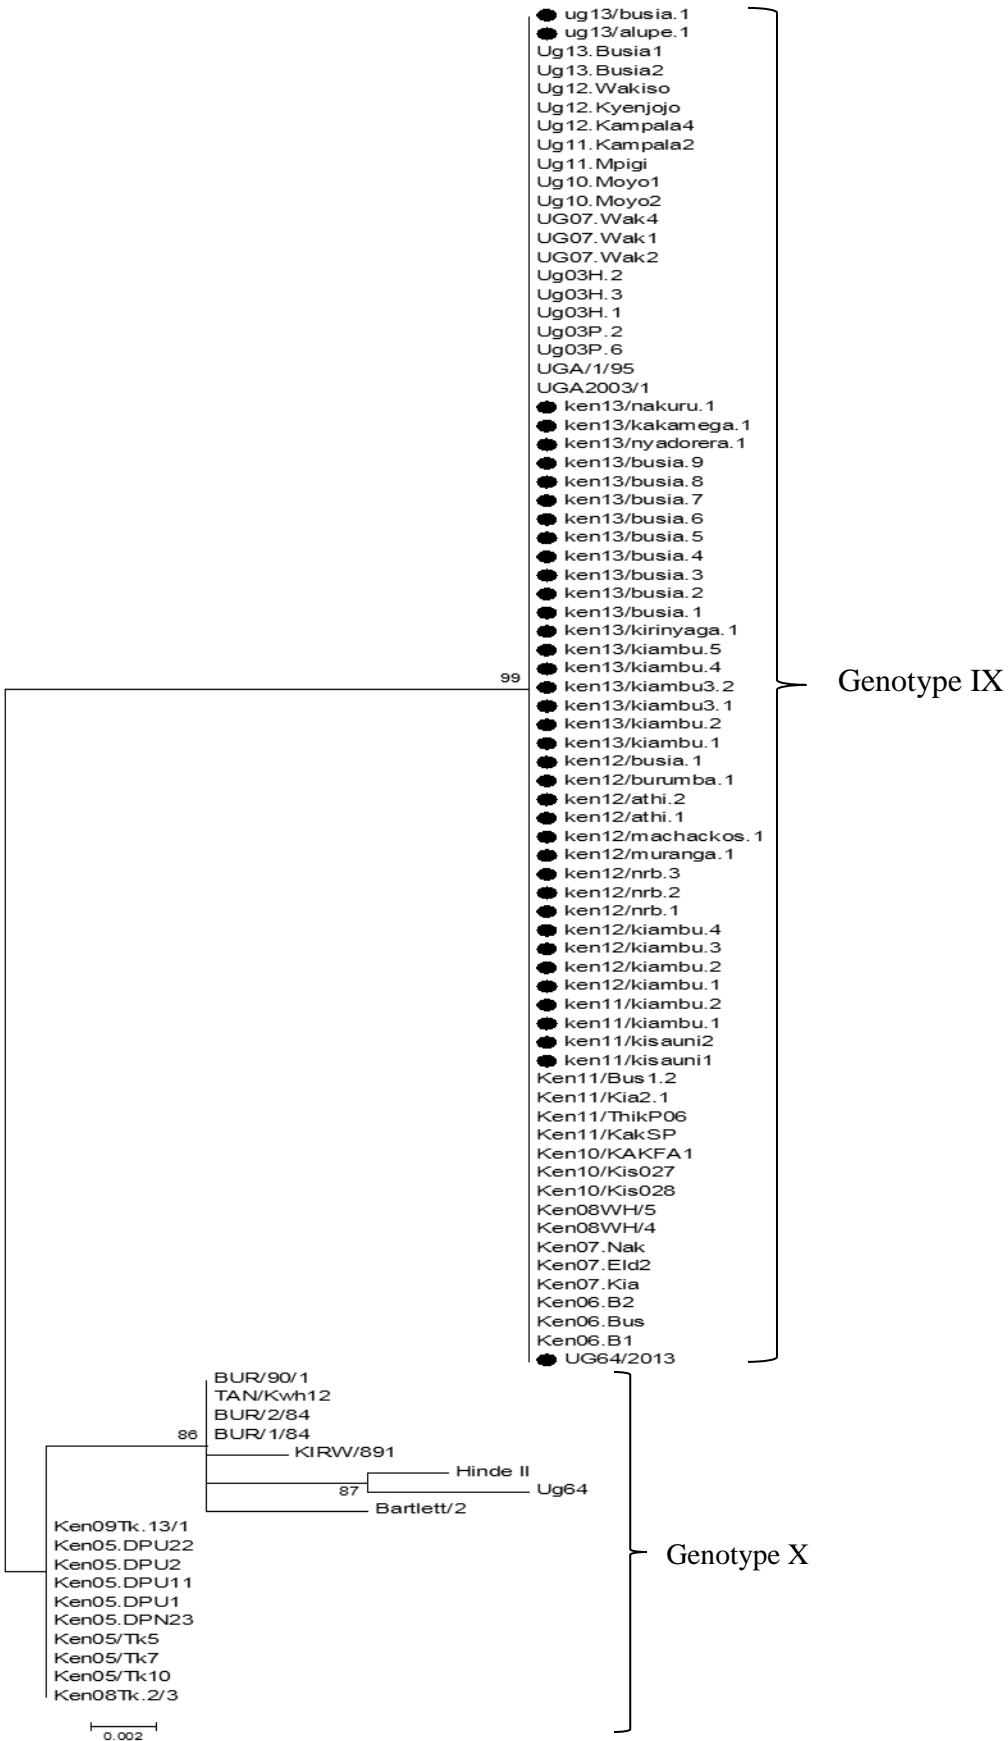 ug13/busia.1
ug13/alupe.1
Ug13.Busia1
Ug13.Busia2
Ug12.Wakiso
Ug12.Kyenjojo
Ug12.Kampala4
Ug11.Kampala2
Ug11.Mpigi
Ug10.Moyo1
Ug10.Moyo2
UG07.Wak4
UG07.Wak1
UG07.Wak2
Ug03H.2
Ug03H.3
Ug03H.1
Ug03P.2
Ug03P.6
UGA/1/95
UGA2003/1
ken13/nakuru.1
ken13/kakamega.1
ken13/nyadorera.1
ken13/busia.9
ken13/busia.8
ken13/busia.7
ken13/busia.6
ken13/busia.5
ken13/busia.4
ken13/busia.3
ken13/busia.2
ken13/busia.1
ken13/kirinyaga.1
ken13/kiambu.5
ken13/kiambu.4
99
ken13/kiambu3.2
Genotype IX
ken13/kiambu3.1
ken13/kiambu.2
ken13/kiambu.1
ken12/busia.1
ken12/burumba.1
ken12/athi.2
ken12/athi.1
ken12/machackos.1
ken12/muranga.1
ken12/nrb.3
ken12/nrb.2
ken12/nrb.1
ken12/kiambu.4
ken12/kiambu.3
ken12/kiambu.2
ken12/kiambu.1
ken11/kiambu.2
ken11/kiambu.1
ken11/kisauni2
ken11/kisauni1
Ken11/Bus1.2
Ken11/Kia2.1
Ken11/ThikP06
Ken11/KakSP
Ken10/KAKFA1
Ken10/Kis027
Ken10/Kis028
Ken08WH/5
Ken08WH/4
Ken07.Nak
Ken07.Eld2
Ken07.Kia
Ken06.B2
Ken06.Bus
Ken06.B1
UG64/2013
BUR/90/1
TAN/Kwh12
BUR/2/84
86
BUR/1/84
KIRW/891
Hinde II
87
Ug64
Bartlett/2
Ken09Tk.13/1
Ken05.DPU22
Genotype X
Ken05.DPU2
Ken05.DPU11
Ken05.DPU1
Ken05.DPN23
Ken05/Tk5
Ken05/Tk7
Ken05/Tk10
Ken08Tk.2/3
0.002